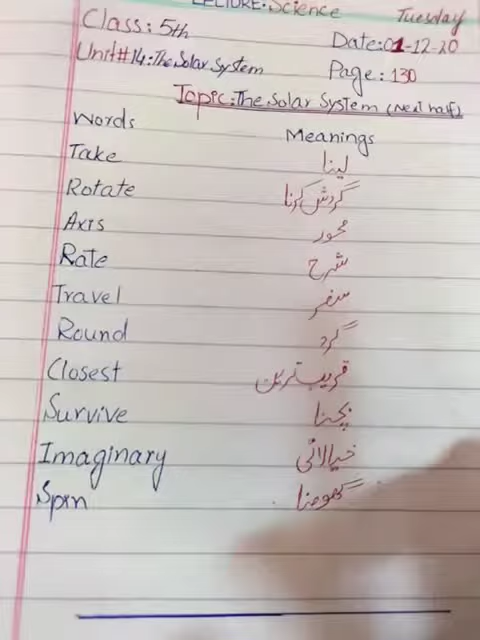 LECTURE: Science
Tuesday
Class: 5th
Date: 01-12-20
Unit#14: The Solar System
Page: 130
Topic: The Solar System (Next half)
Words Meanings
Take لینا
Rotate گردش کرنا
Axis محور
Rate شرح
Travel سفر
Round گرد
Closest قریب ترین
Survive بچنا
Imaginary خیالاتی
Spin گھومنا